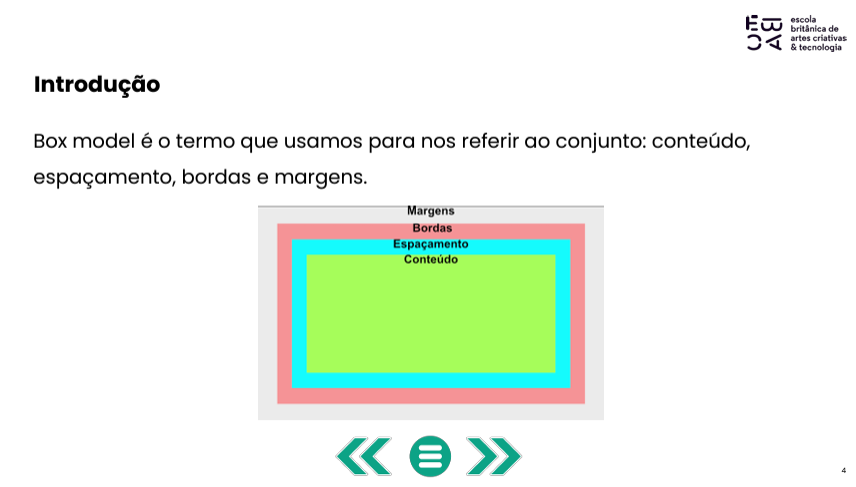 escola
britânica de
artes criativas
& tecnologia
Introdução
Box model é o termo que usamos para nos referir ao conjunto: conteúdo,
espaçamento, bordas e margens.
Margens
Bordas
Espaçamento
Conteúdo
4